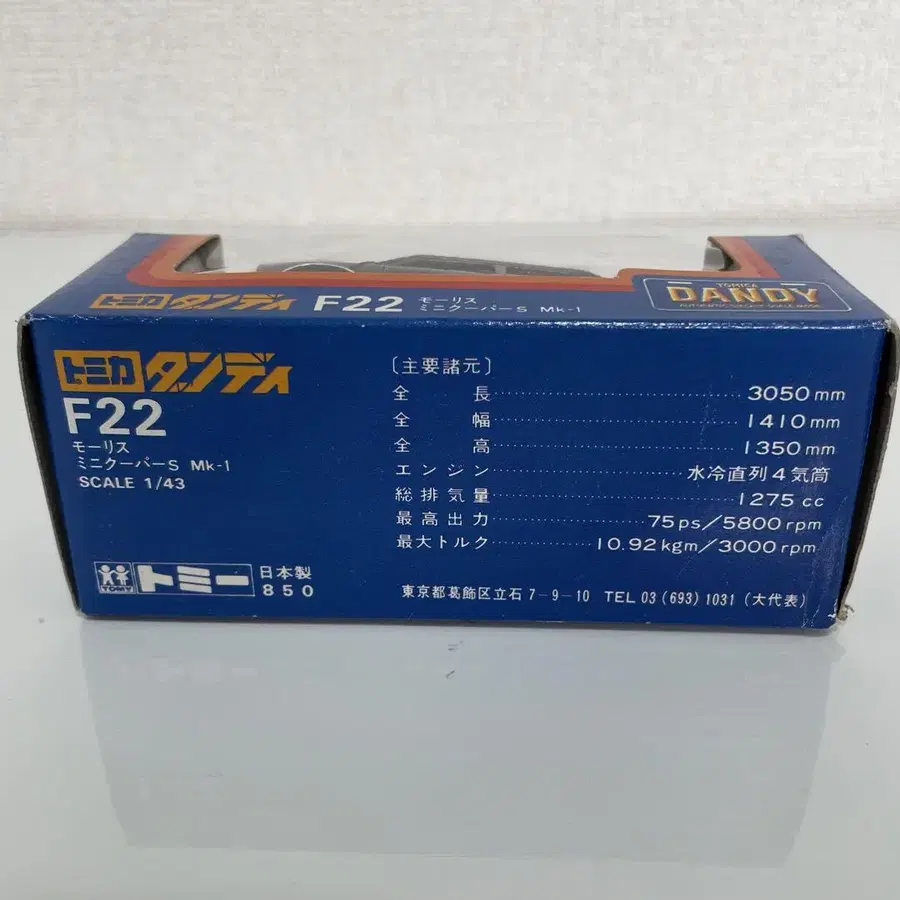 トミカ ダンディ F22 モーリス
ミニクーパーS Mk-1
TOMICA
DANDY
トミカ ダンディ
F22
モーリス
ミニクーパーS Mk-1
SCALE 1/43
〔主要諸元〕
全長 3050mm
全幅 1410mm
全高 1350mm
エンジン 水冷直列4気筒
総排気量 1275cc
最高出力 75ps/5800rpm
最大トルク 10.92kgm/3000rpm
TOMY トミー 日本製
850
東京都葛飾区立石7-9-10 TEL 03(693)1031(大代表)